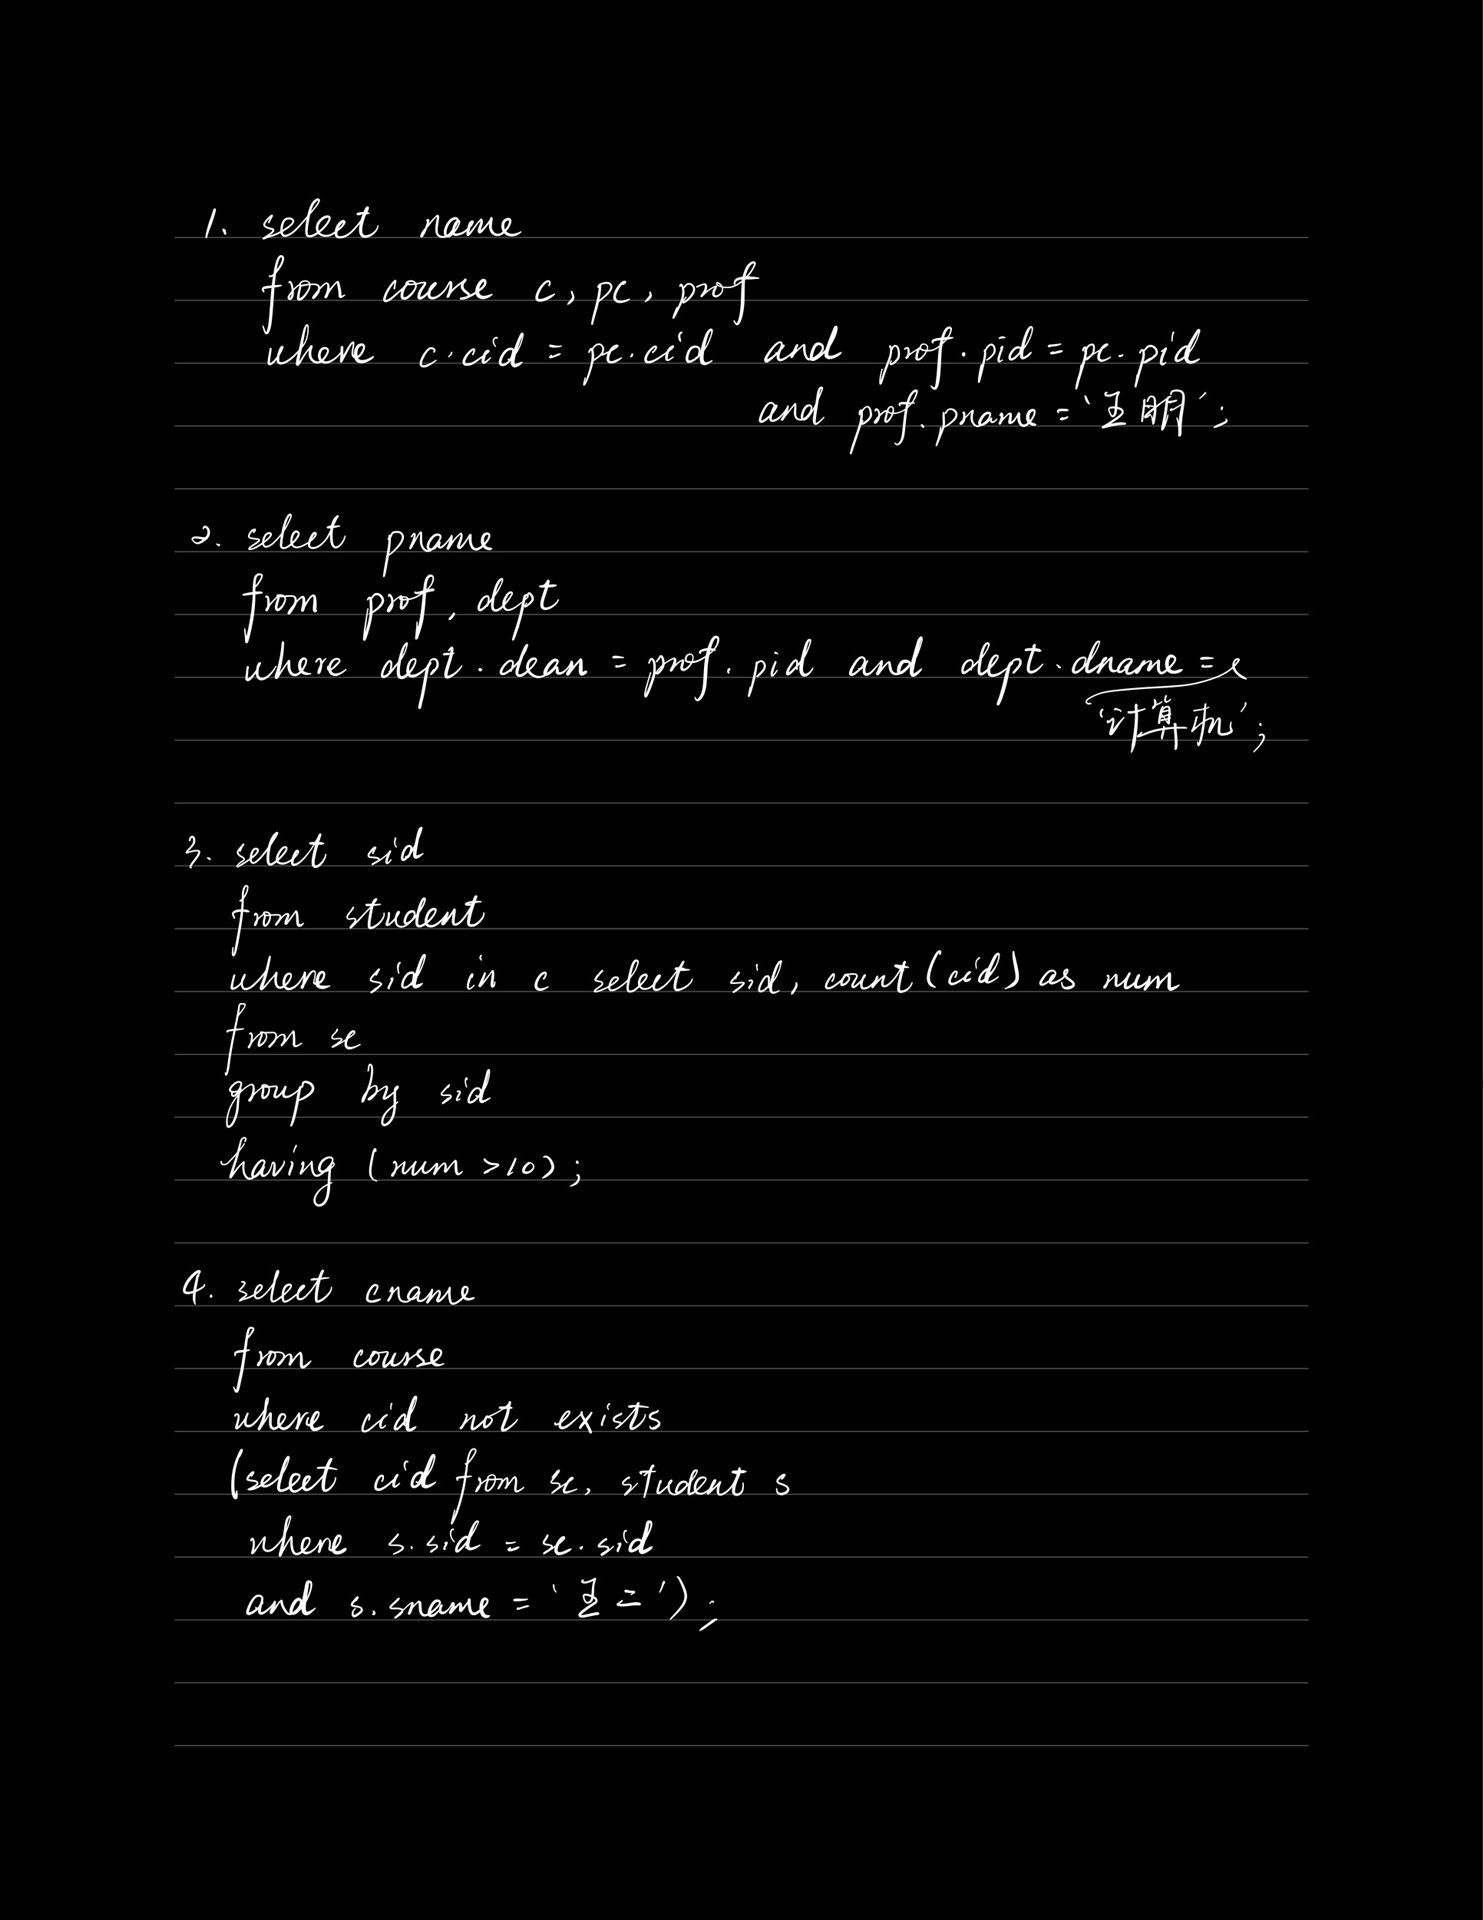 1. select name
from course c, pc, prof
where c.cid = pc.cid and prof.pid = pc.pid
and prof.pname = '王明';
2. select pname
from prof, dept
where dept.dean = prof.pid and dept.dname =
'计算机';
3. select sid
from student
where sid in c select sid, count(cid) as num
from sc
group by sid
having (num >10);
4. select cname
from course
where cid not exists
(select cid from sc, student s
where s.sid = sc.sid
and s.sname = '王二');